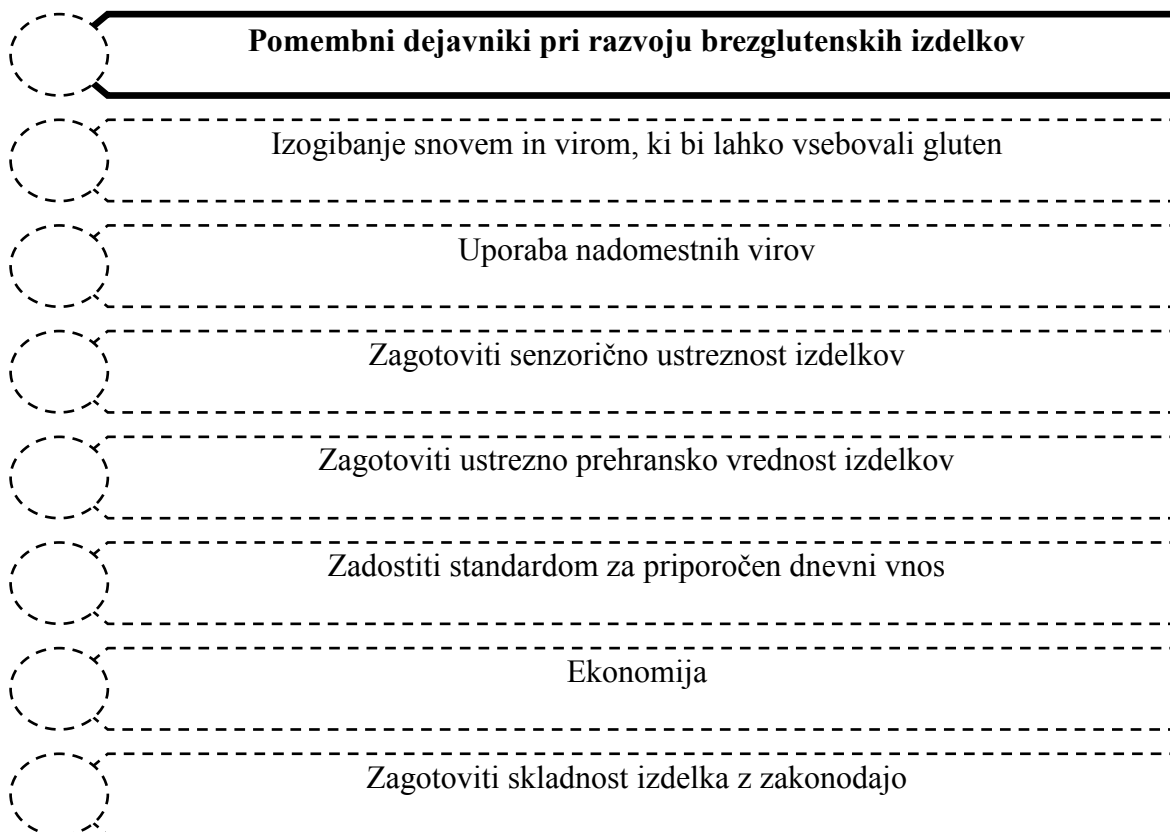 Pomembni dejavniki pri razvoju brezglutenskih izdelkov
Izogibanje snovem in virom, ki bi lahko vsebovali gluten
Uporaba nadomestnih virov
Zagotoviti senzorično ustreznost izdelkov
Zagotoviti ustrezno prehransko vrednost izdelkov
Zadostiti standardom za priporočen dnevni vnos
Ekonomija
Zagotoviti skladnost izdelka z zakonodajo